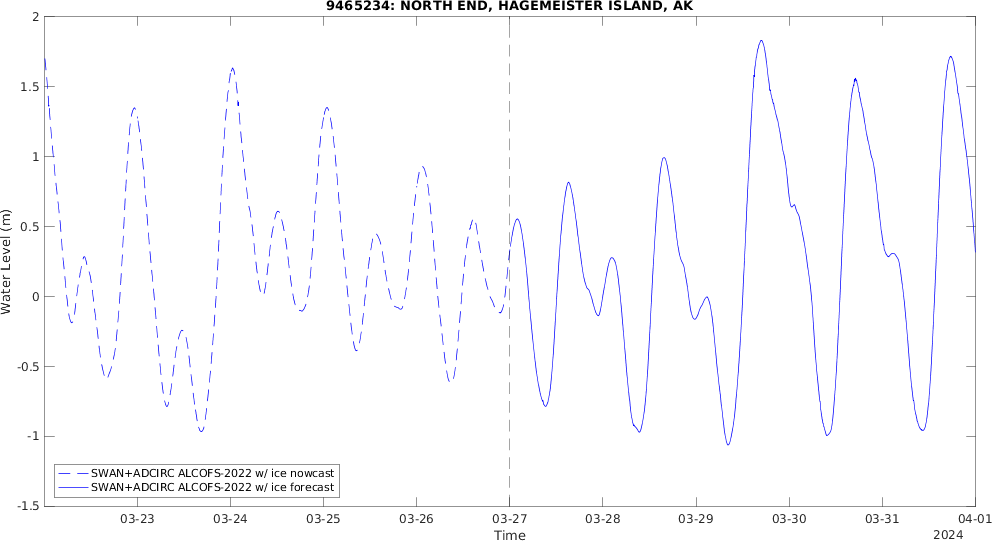 9465234: NORTH END, HAGEMEISTER ISLAND, AK
2
1.5
1
0.5
0
-0.5
-1
-1.5
Water Level (m)
SWAN+ADCIRC ALCOFS-2022 w/ ice nowcast
SWAN+ADCIRC ALCOFS-2022 w/ ice forecast
03-23 03-24 03-25 03-26 03-27 03-28 03-29 03-30 03-31 04-01
Time
2024